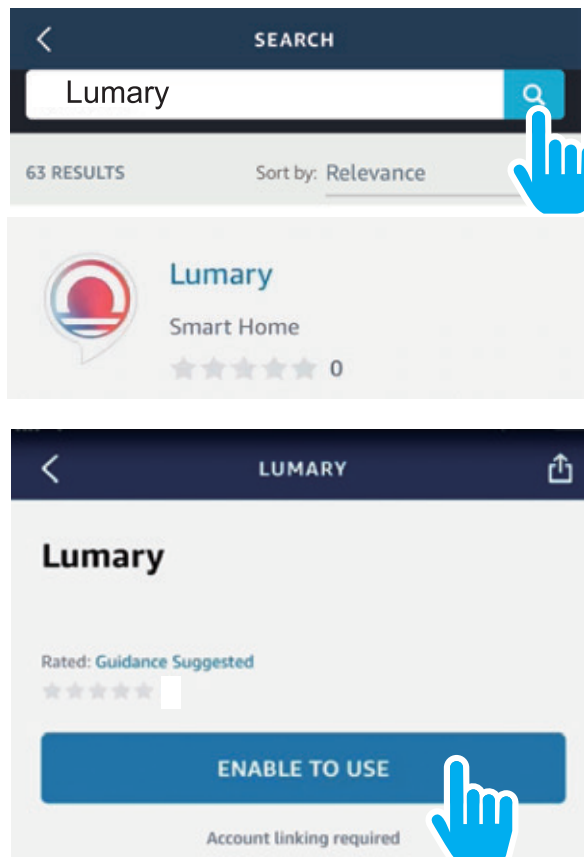 SEARCH
Lumary
63 RESULTS Sort by: Relevance
Lumary
Smart Home
0
LUMARY
Lumary
Rated: Guidance Suggested
ENABLE TO USE
Account linking required